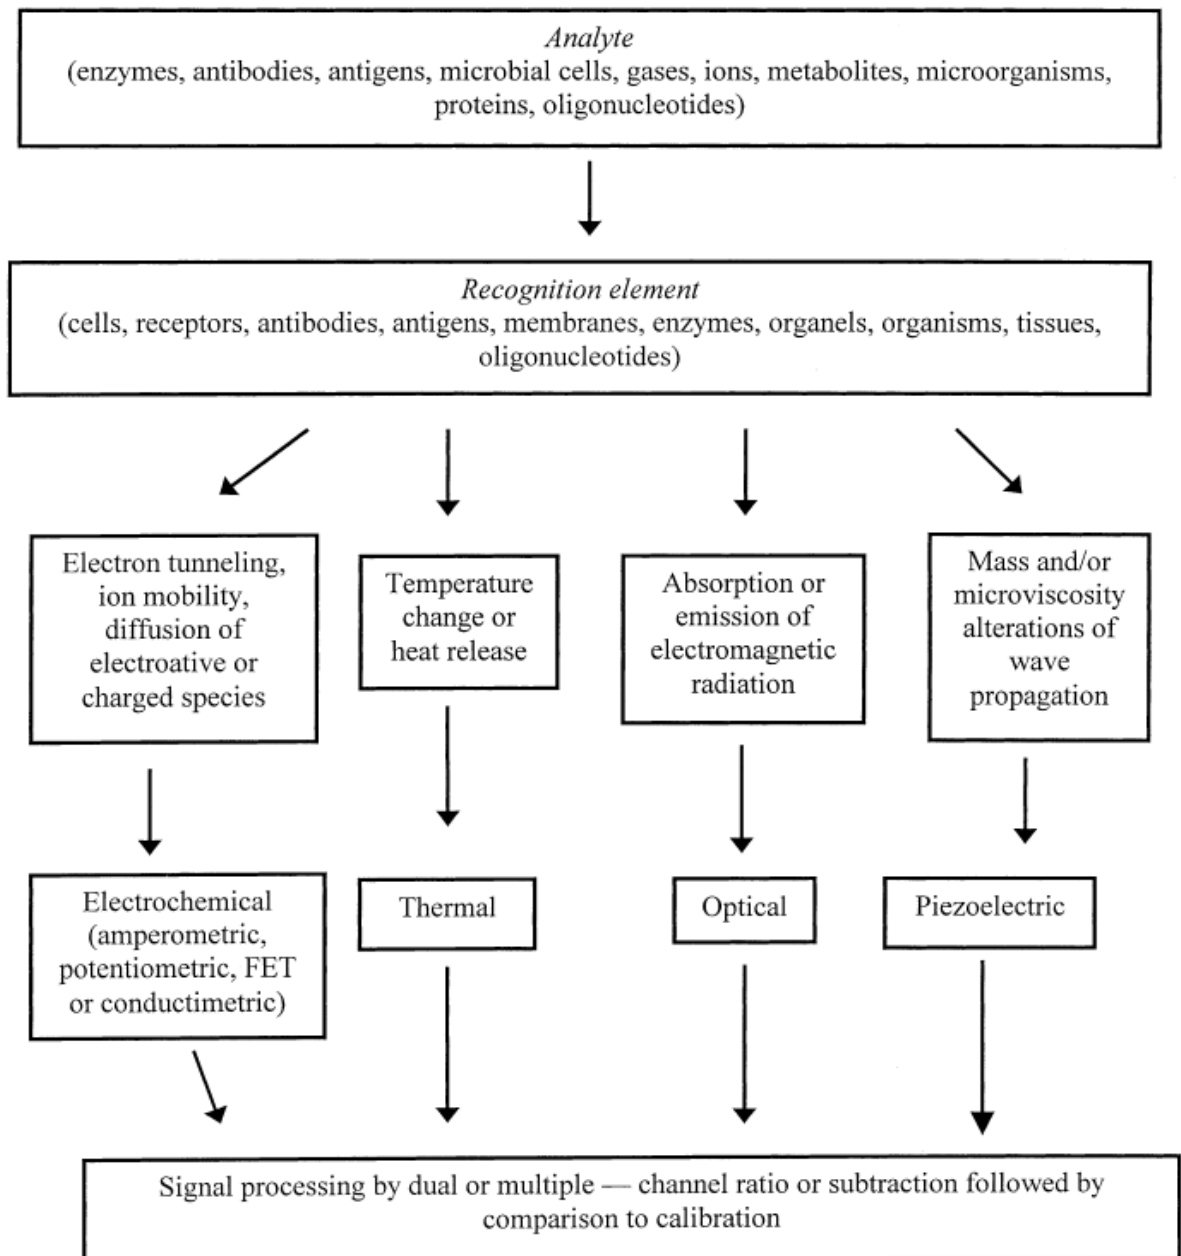 Analyte
(enzymes, antibodies, antigens, microbial cells, gases, ions, metabolites, microorganisms,
proteins, oligonucleotides)
Recognition element
(cells, receptors, antibodies, antigens, membranes, enzymes, organels, organisms, tissues,
oligonucleotides)
Electron tunneling,
ion mobility,
diffusion of
electroative or
charged species
Temperature
change or
heat release
Absorption or
emission of
electromagnetic
radiation
Mass and/or
microviscosity
alterations of
wave
propagation
Electrochemical
(amperometric,
potentiometric, FET
or conductimetric)
Thermal
Optical
Piezoelectric
Signal processing by dual or multiple — channel ratio or subtraction followed by
comparison to calibration